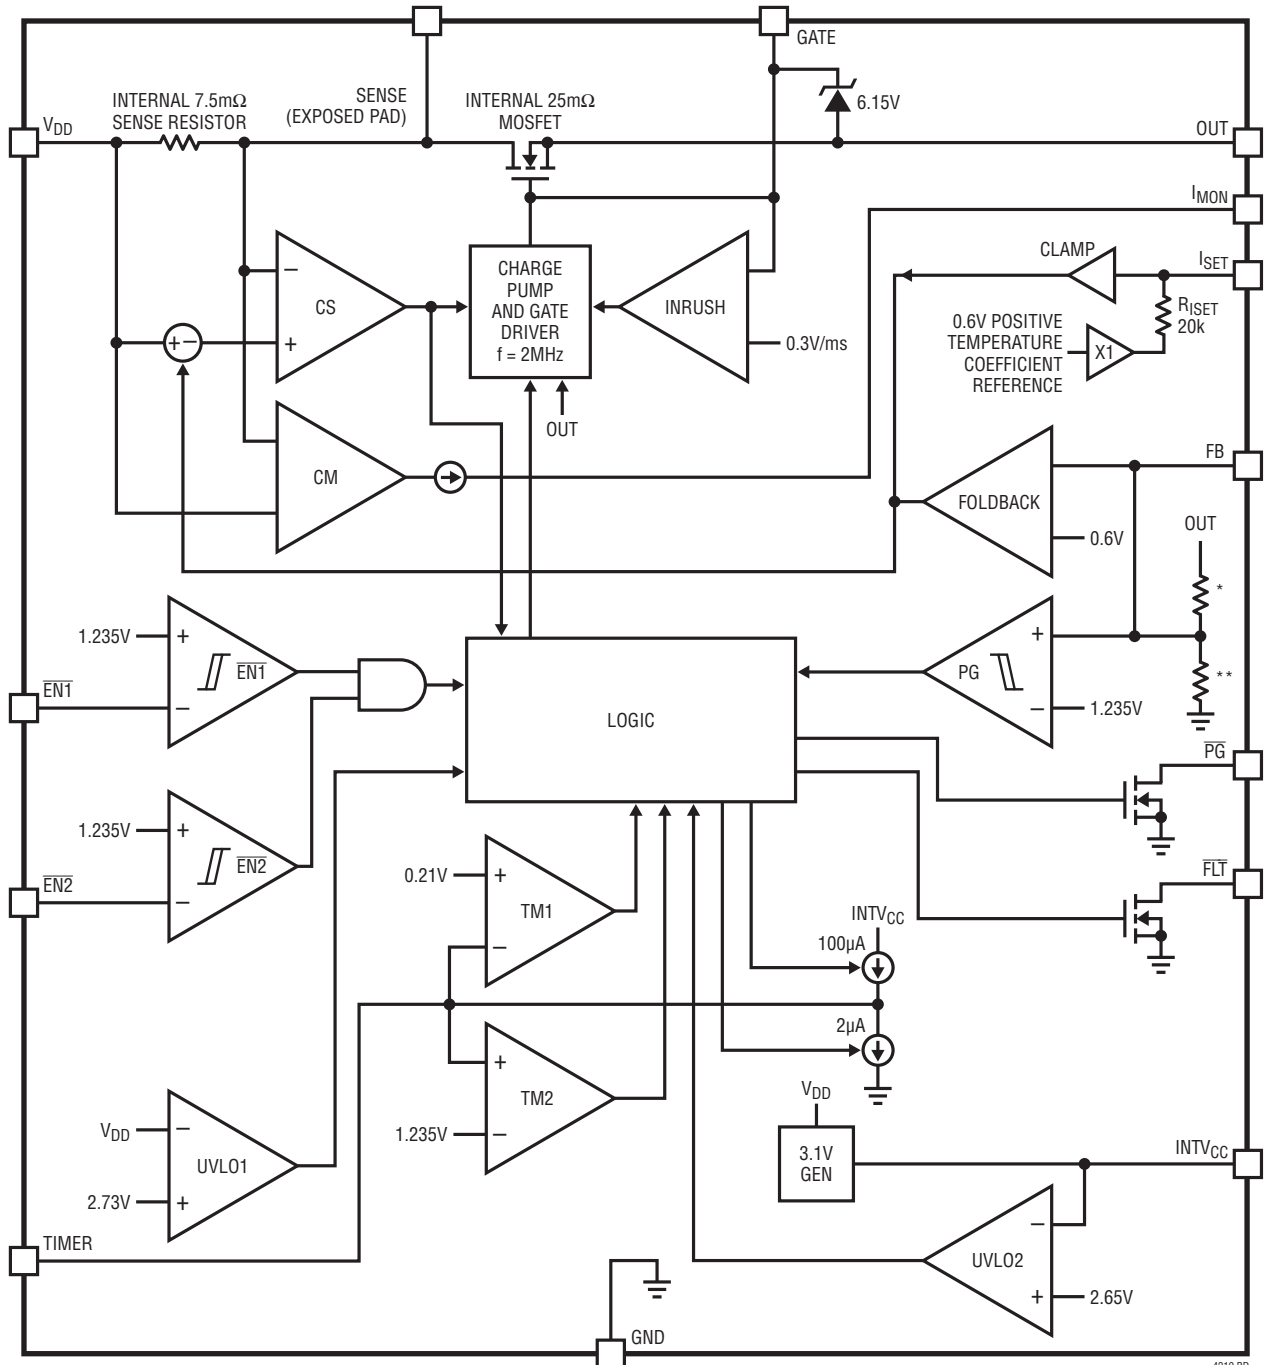 GATE
INTERNAL 7.5mΩ
SENSE RESISTOR
SENSE
(EXPOSED PAD)
INTERNAL 25mΩ
MOSFET
6.15V
VDD
OUT
IMON
CLAMP
ISET
RISET
20k
CHARGE
PUMP
AND GATE
DRIVER
f = 2MHz
CS
−
+
+−
INRUSH
0.3V/ms
0.6V POSITIVE
TEMPERATURE
COEFFICIENT
REFERENCE
X1
OUT
CM
FB
FOLDBACK
0.6V
OUT
*
**
1.235V
+
EN1
−
EN1
LOGIC
PG
+
−
1.235V
PG
1.235V
+
EN2
−
EN2
0.21V
+
TM1
−
INTVCC
100µA
FLT
2µA
+
TM2
1.235V
−
VDD
3.1V
GEN
INTVCC
VDD
−
UVLO1
2.73V
+
−
UVLO2
+
2.65V
TIMER
GND